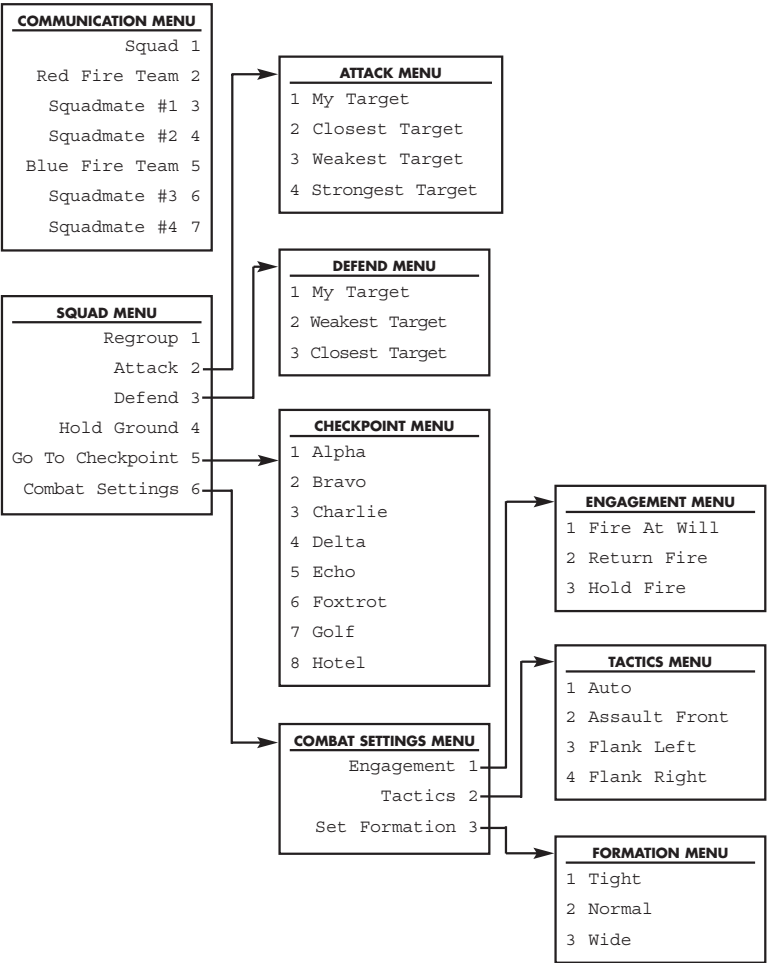 COMMUNICATION MENU
Squad 1
Red Fire Team 2
Squadmate #1 3
Squadmate #2 4
Blue Fire Team 5
Squadmate #3 6
Squadmate #4 7
ATTACK MENU
1 My Target
2 Closest Target
3 Weakest Target
4 Strongest Target
SQUAD MENU
Regroup 1
Attack 2
Defend 3
Hold Ground 4
Go To Checkpoint 5
Combat Settings 6
DEFEND MENU
1 My Target
2 Weakest Target
3 Closest Target
CHECKPOINT MENU
1 Alpha
2 Bravo
3 Charlie
4 Delta
5 Echo
6 Foxtrot
7 Golf
8 Hotel
COMBAT SETTINGS MENU
Engagement 1
Tactics 2
Set Formation 3
ENGAGEMENT MENU
1 Fire At Will
2 Return Fire
3 Hold Fire
TACTICS MENU
1 Auto
2 Assault Front
3 Flank Left
4 Flank Right
FORMATION MENU
1 Tight
2 Normal
3 Wide